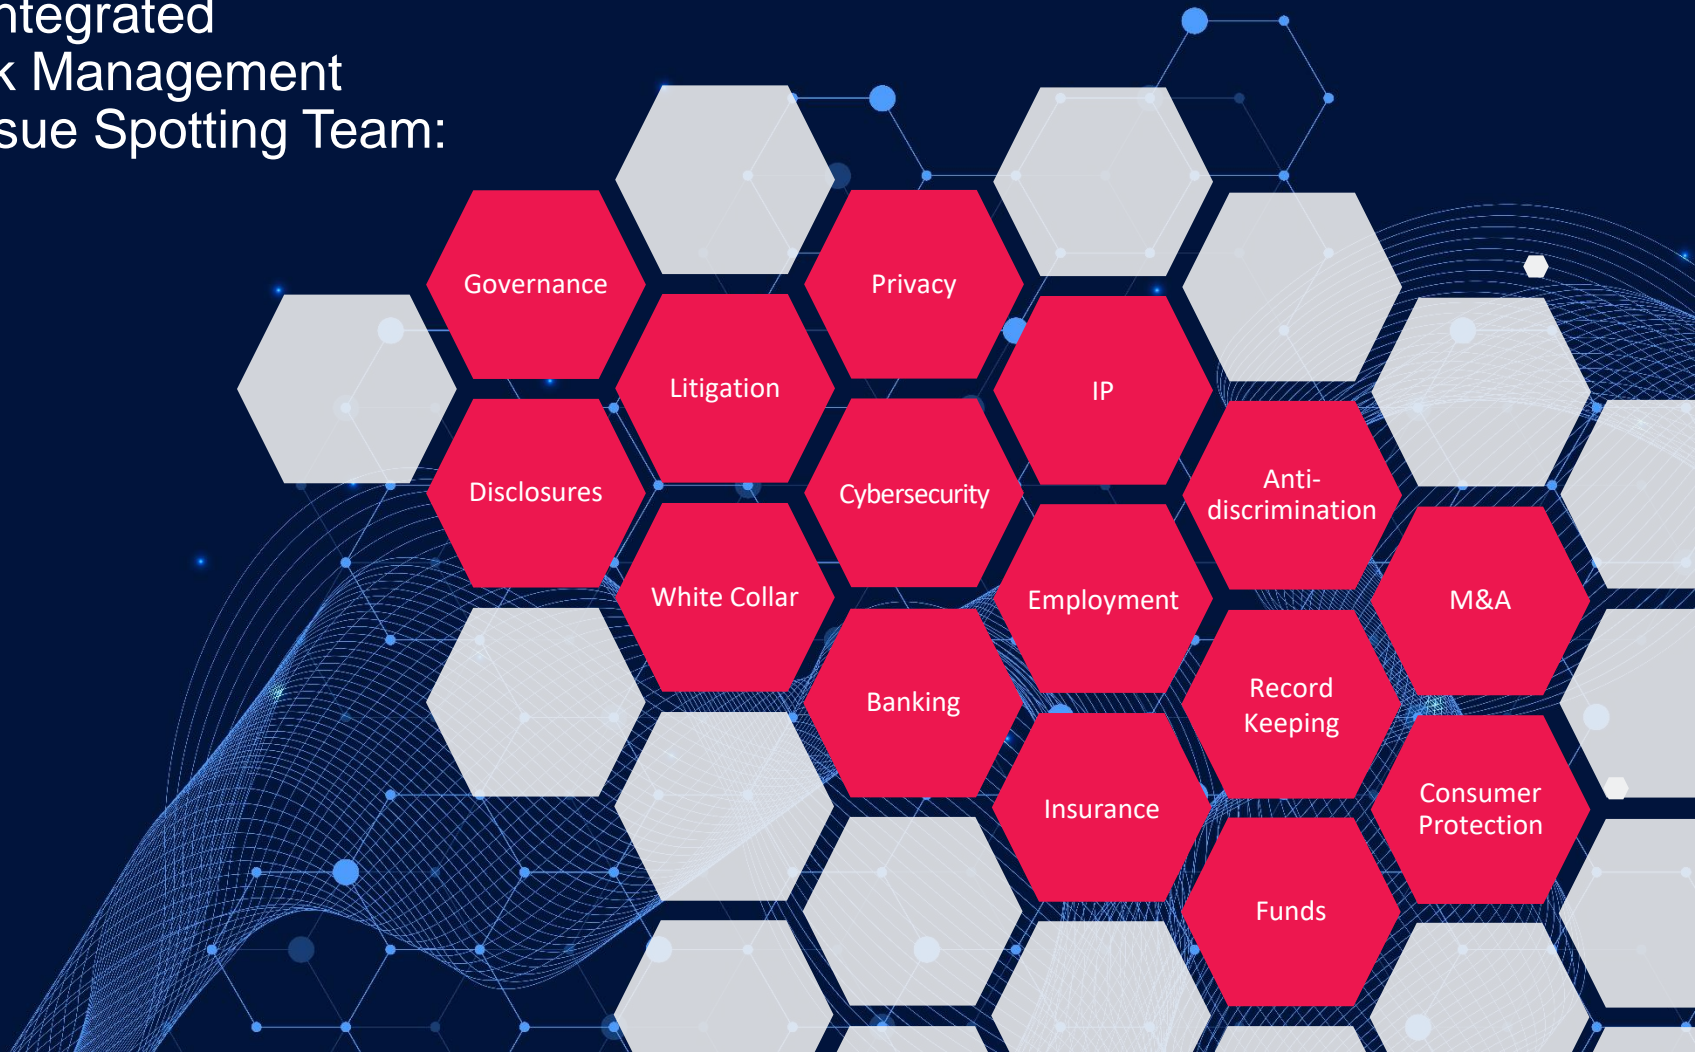 ntegrated
k Management
sue Spotting Team:
Governance
Privacy
Litigation
IP
Disclosures
Cybersecurity
Anti-
discrimination
White Collar
Employment
M&A
Banking
Record
Keeping
Insurance
Consumer
Protection
Funds